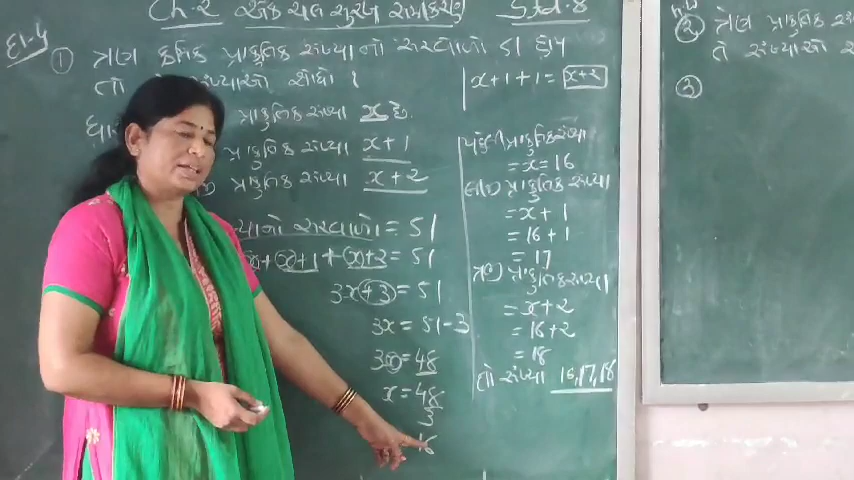 Ch-2 એક ચલ સુરેખ સમીકરણ Std-8
દા-4
① ત્રણ ક્રમિક પ્રાકૃતિક સંખ્યાનો સરવાળો 51 હોય
તો સંખ્યાઓ શોધો
પ્રાકૃતિક સંખ્યા x છે
પ્રાકૃતિક સંખ્યા x+1
પ્રાકૃતિક સંખ્યા x+2
સરવાળો = 51
x+x+1+x+2 = 51
3x+3 = 51
3x = 51-3
3x = 48
x = 48
3
16
x+1+1 = x+2
પહેલી પ્રાકૃતિક સંખ્યા
= x = 16
બીજી પ્રાકૃતિક સંખ્યા
= x+1
= 16+1
= 17
ત્રીજી પ્રાકૃતિક સંખ્યા
= x+2
= 16+2
= 18
તો સંખ્યા 16,17,18
② ત્રણ પ્રાકૃતિક
તે સંખ્યાઓ
③